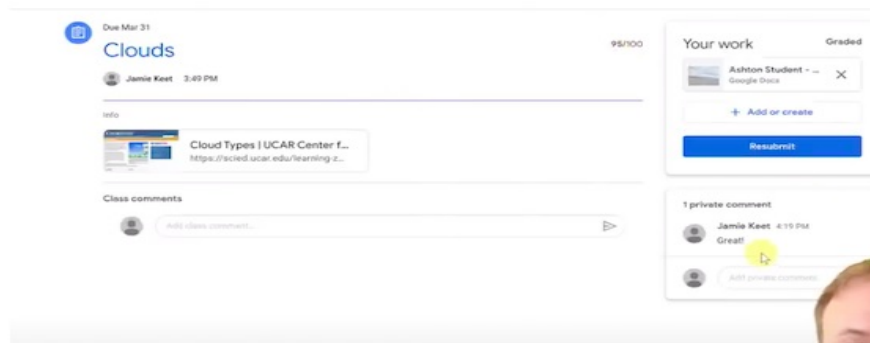 Due Mar 31
Clouds
95/100
Jamie Keet 3:49 PM
Info
Cloud Types | UCAR Center f...
https://scied.ucar.edu/learning-z...
Class comments
Add class comment...
Your work
Graded
Ashton Student - ...
Google Docs
+ Add or create
Resubmit
1 private comment
Jamie Keet 4:19 PM
Great!
Add private comment